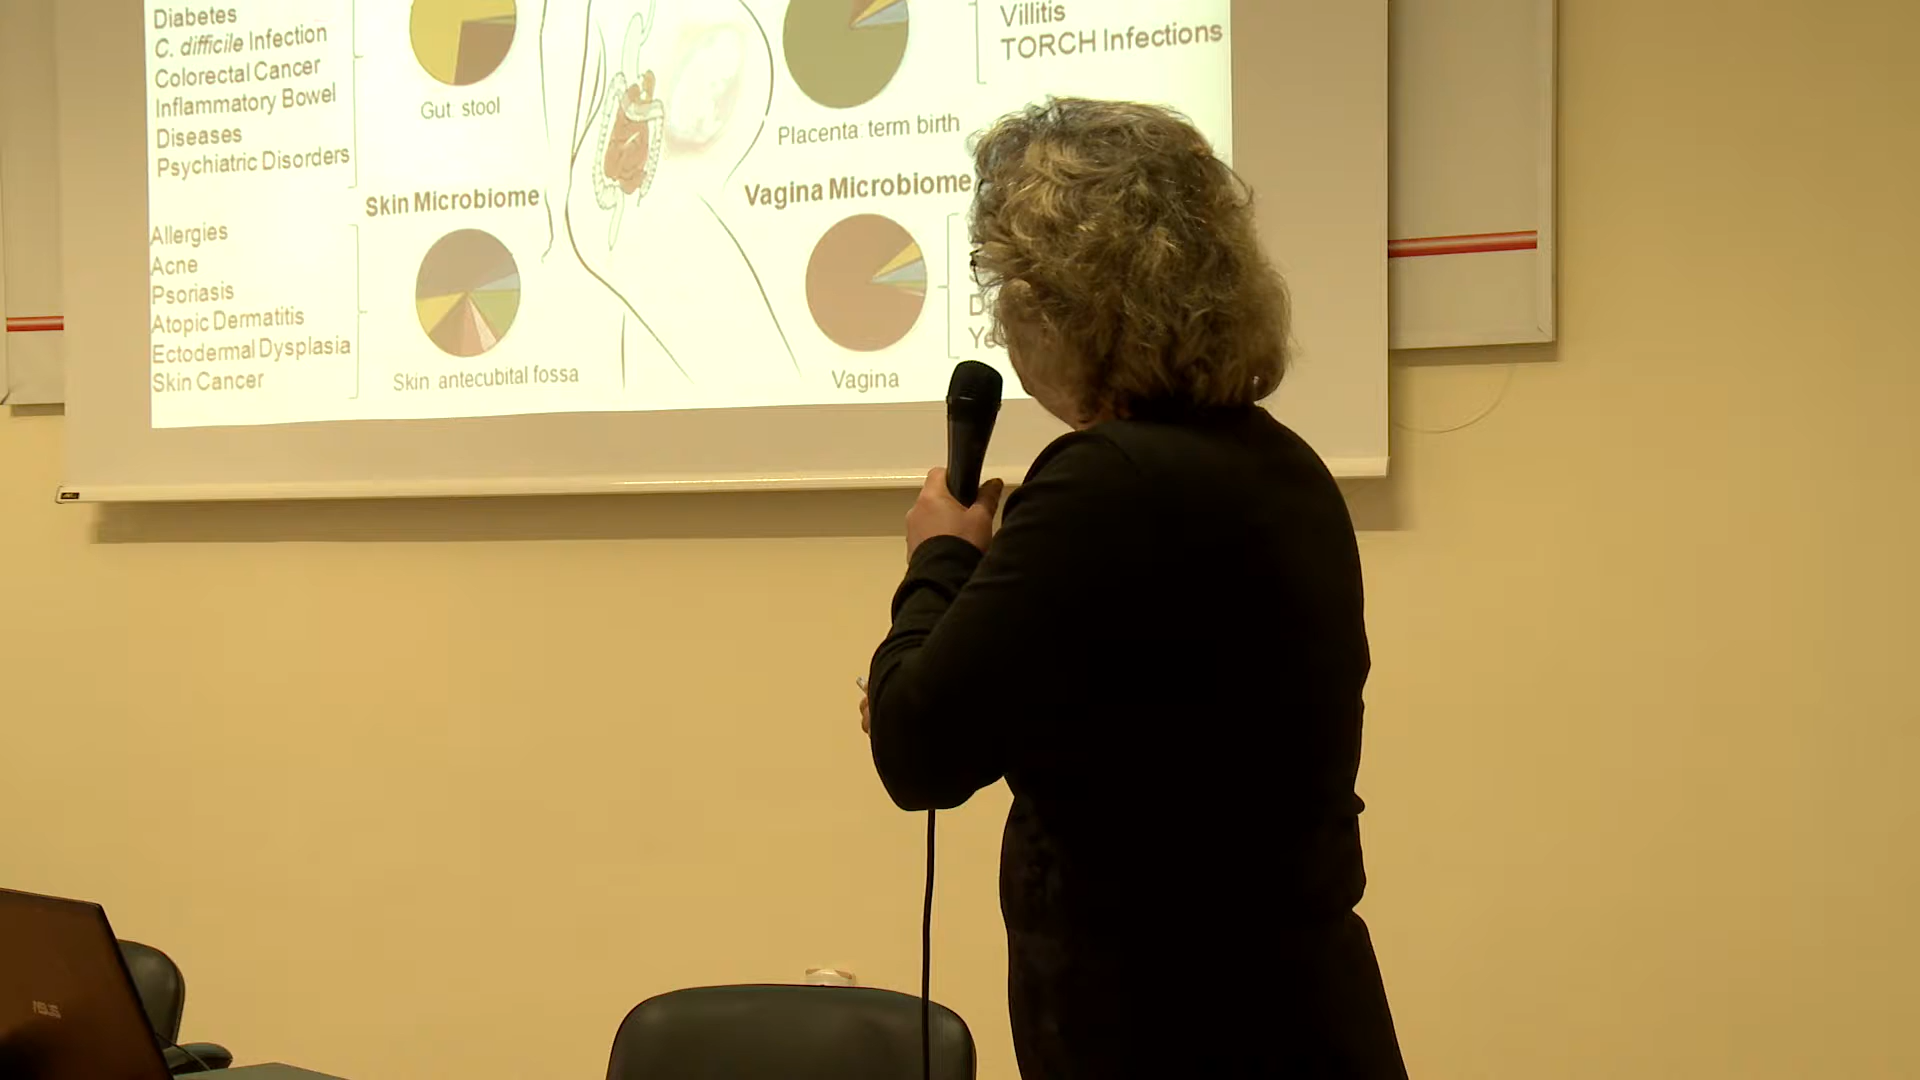 Diabetes
C. difficile Infection
Colorectal Cancer
Inflammatory Bowel
Diseases
Psychiatric Disorders
Gut: stool
Villitis
TORCH Infections
Placenta: term birth
Skin Microbiome
Vagina Microbiome
Allergies
Acne
Psoriasis
Atopic Dermatitis
Ectodermal Dysplasia
Skin Cancer
Skin: antecubital fossa
Vagina
ASUS